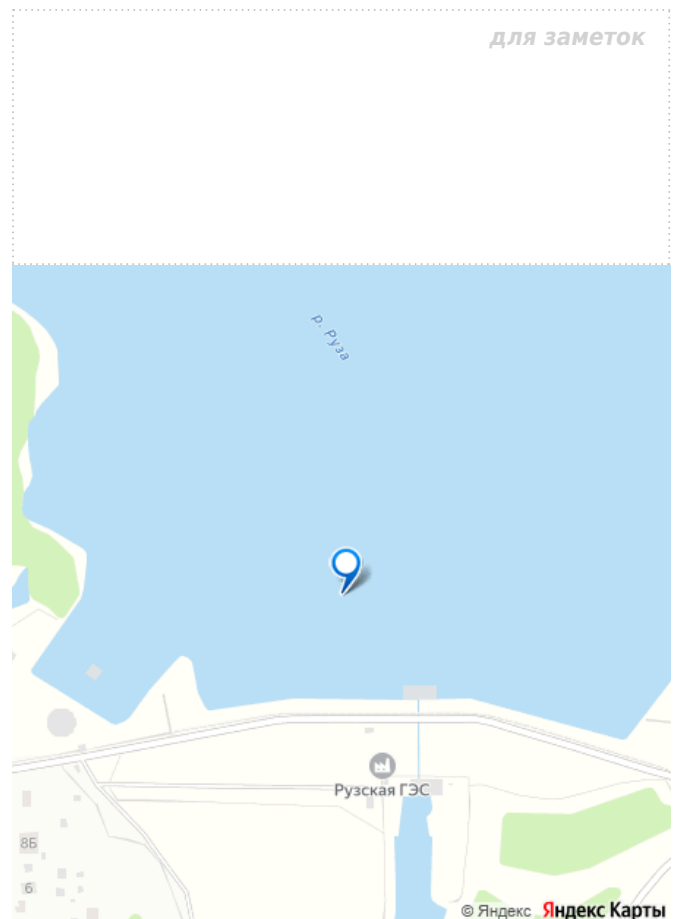 для заметок
р. Руза
Рузская ГЭС
8Б
6
© Яндекс Яндекс Карты